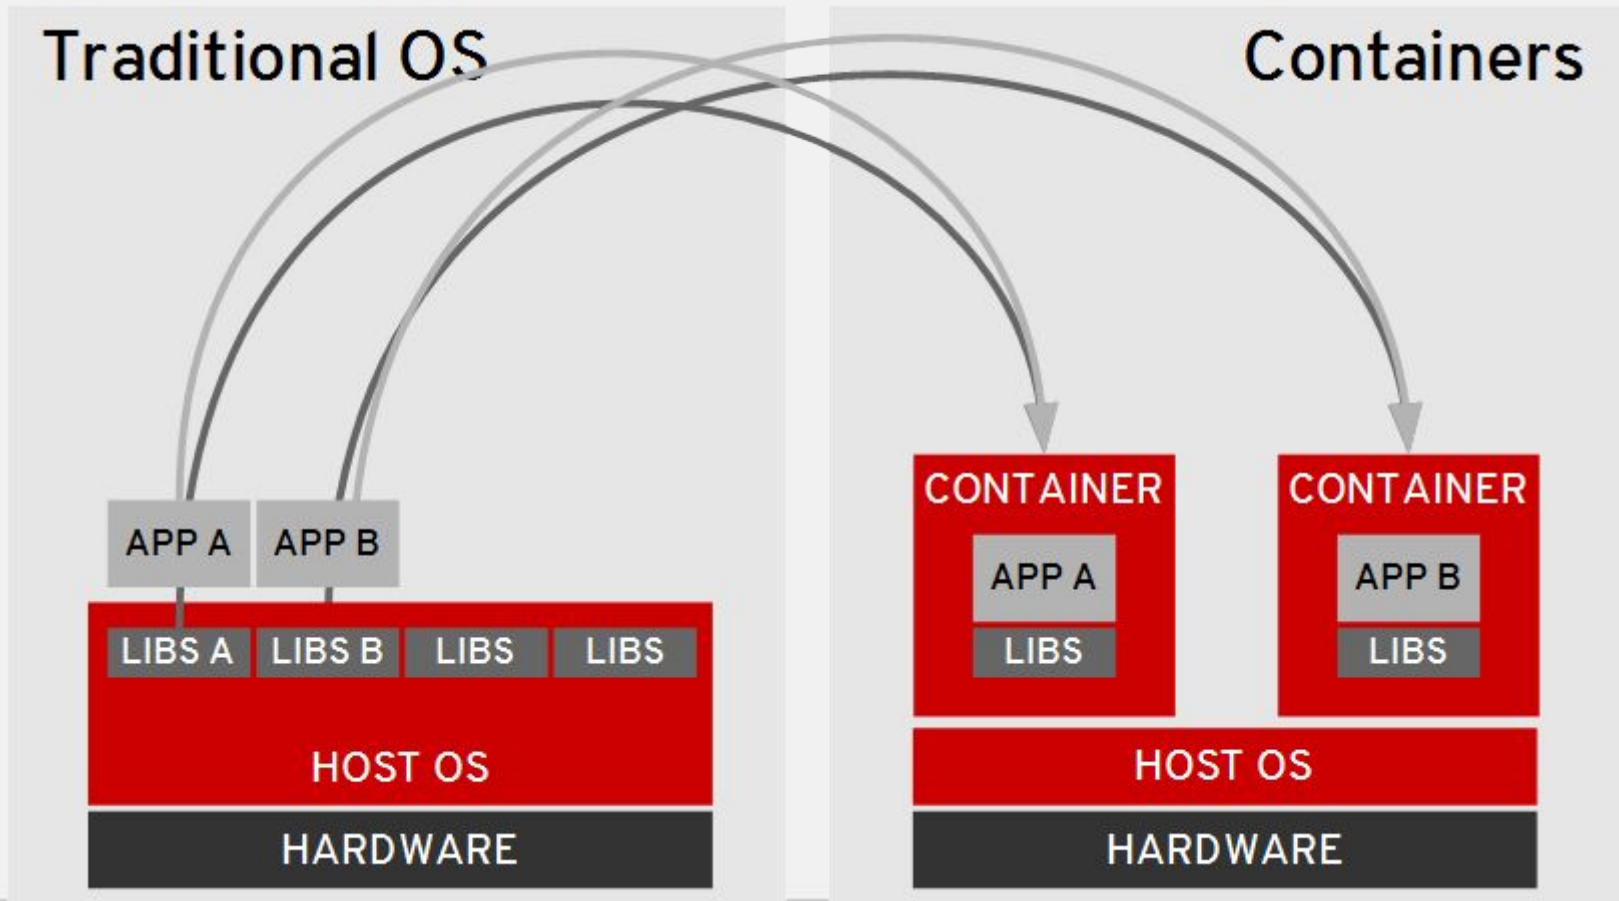 Traditional OS
APP A
APP B
LIBS A
LIBS B
LIBS
LIBS
HOST OS
HARDWARE
Containers
CONTAINER
APP A
LIBS
CONTAINER
APP B
LIBS
HOST OS
HARDWARE